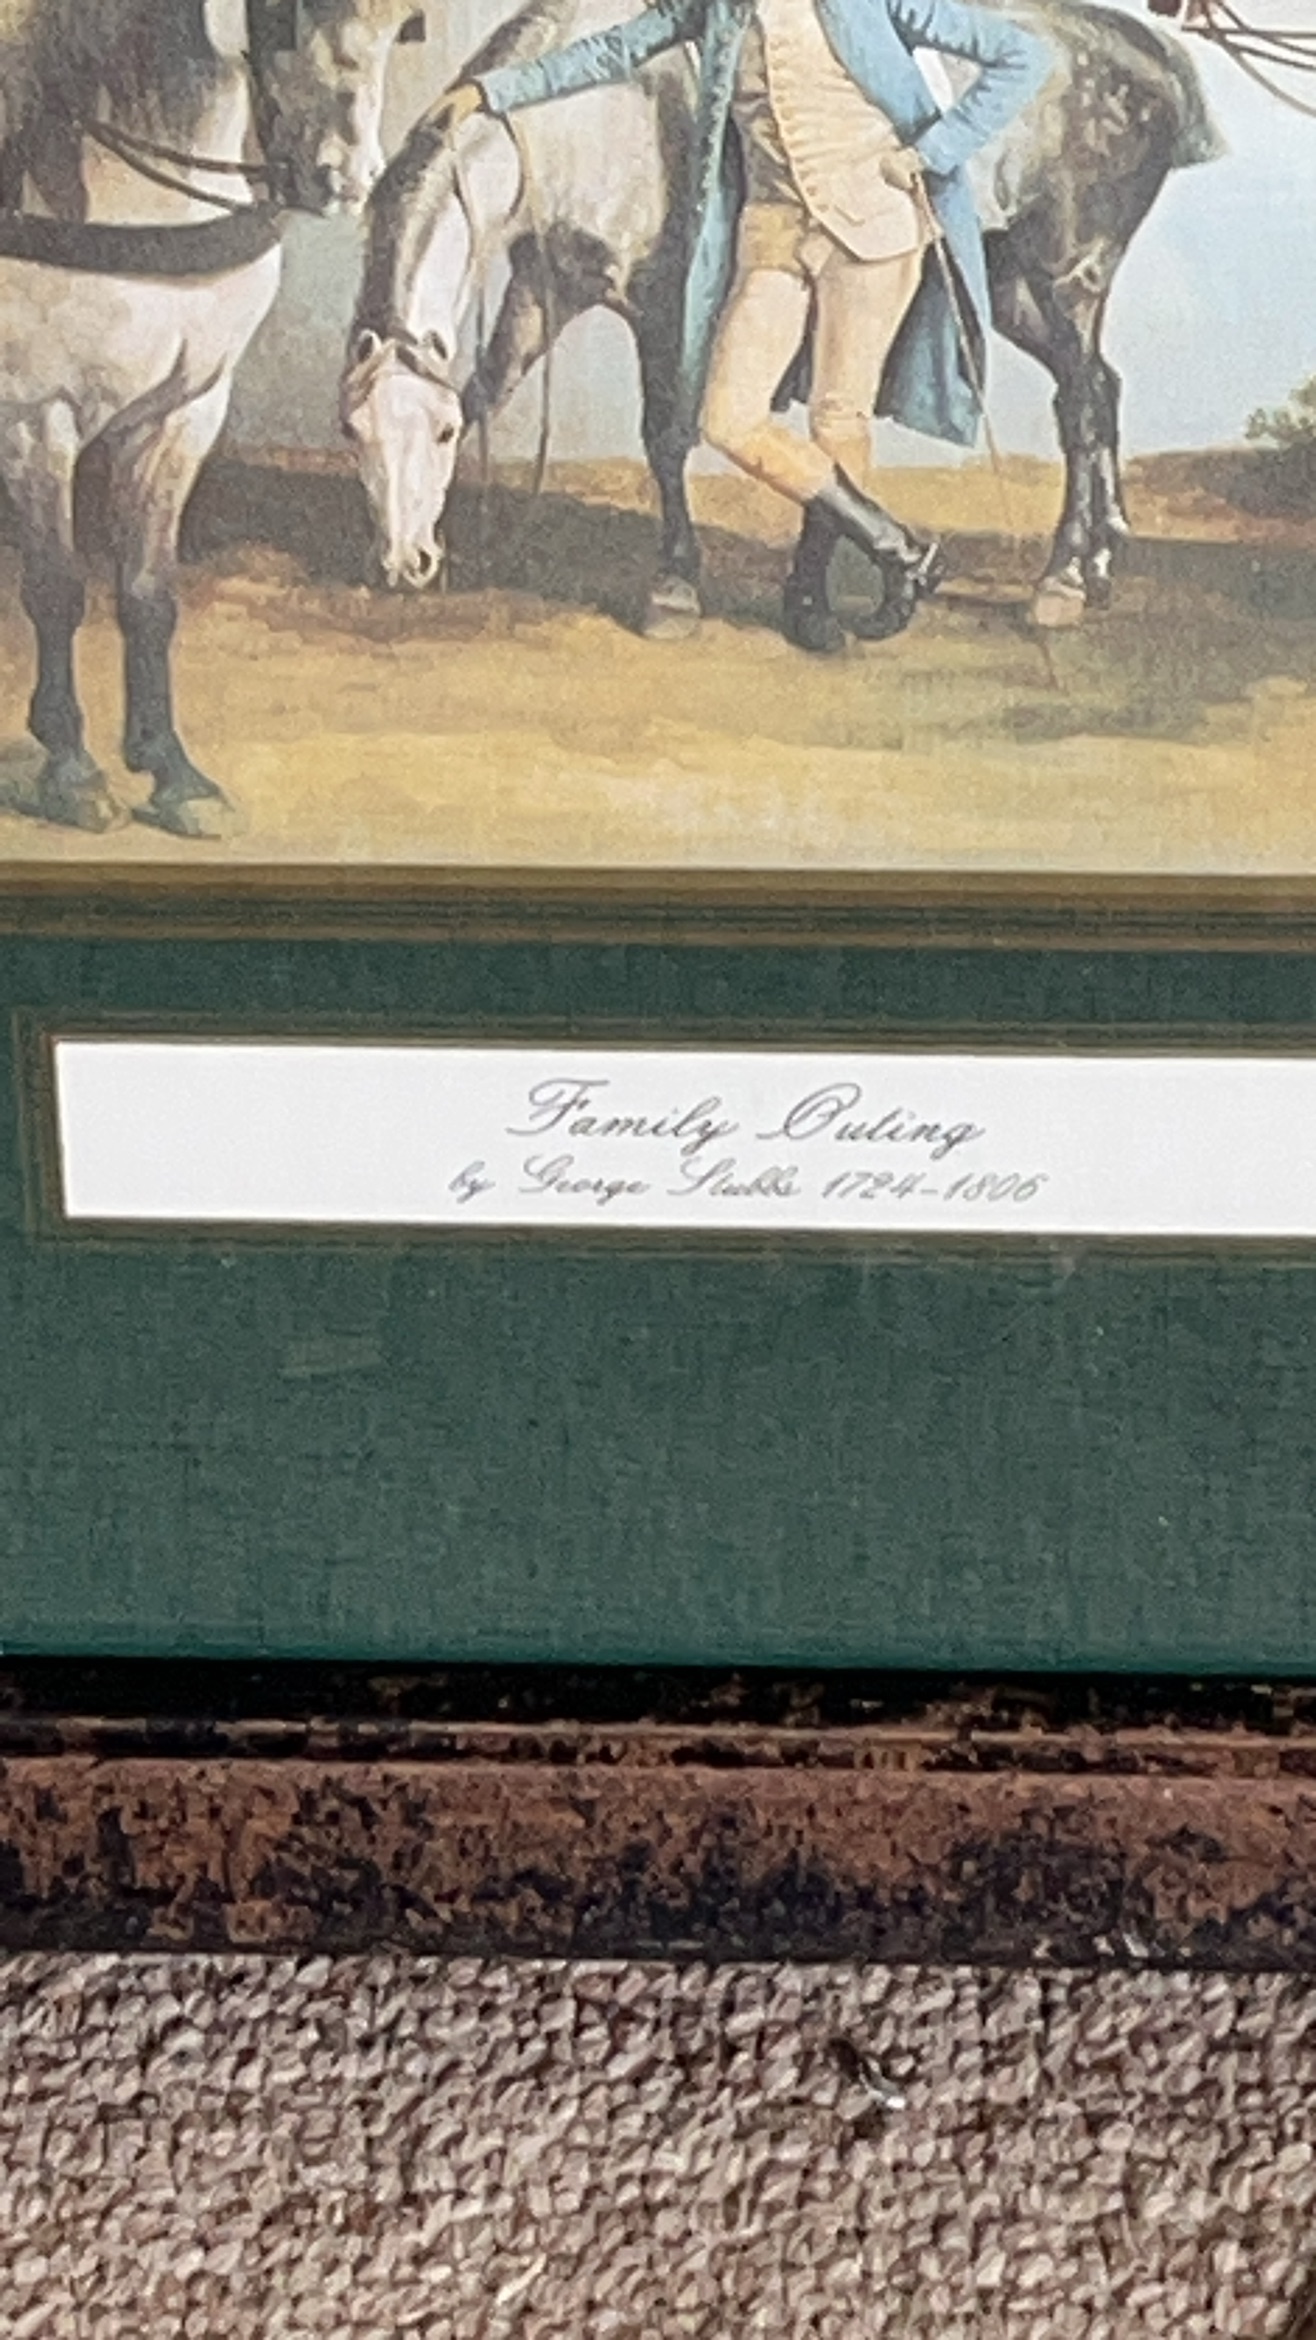 Family Outing
by George Stubbs 1724-1806